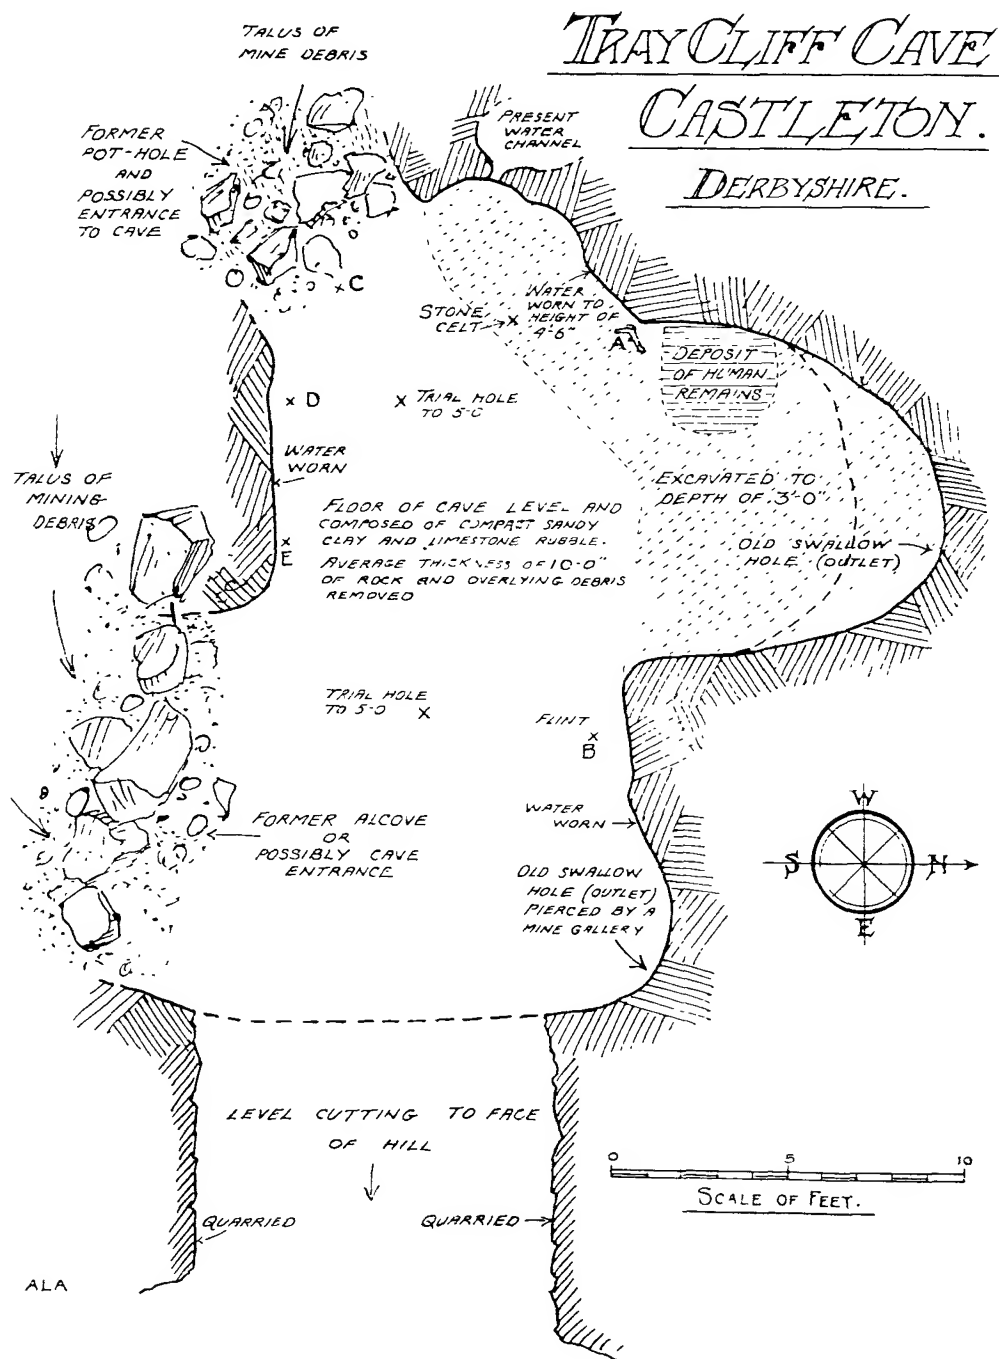 TRAY CLIFF CAVE
CASTLETON.
DERBYSHIRE.
TALUS OF
MINE DEBRIS
FORMER
POT-HOLE
AND
POSSIBLY
ENTRANCE
TO CAVE
PRESENT
WATER
CHANNEL
C
STONE
CELT
WATER
WORN TO
HEIGHT OF
4'-6"
A
DEPOSIT
OF HUMAN
REMAINS
D
TRIAL HOLE
TO 5-0
WATER
WORN
TALUS OF
MINING
DEBRIS
EXCAVATED TO
DEPTH OF 3'-0"
FLOOR OF CAVE LEVEL AND
COMPOSED OF COMPACT SANDY
CLAY AND LIMESTONE RUBBLE.
AVERAGE THICKNESS OF 10-0"
OF ROCK AND OVERLYING DEBRIS
REMOVED
E
OLD SWALLOW
HOLE (OUTLET)
TRIAL HOLE
TO 5-0
FLINT
B
FORMER ALCOVE
OR
POSSIBLY CAVE
ENTRANCE
WATER
WORN
OLD SWALLOW
HOLE (OUTLET)
PIERCED BY A
MINE GALLERY
W
S N
E
LEVEL CUTTING TO FACE
OF HILL
0 5 10
SCALE OF FEET.
QUARRIED
QUARRIED
ALA